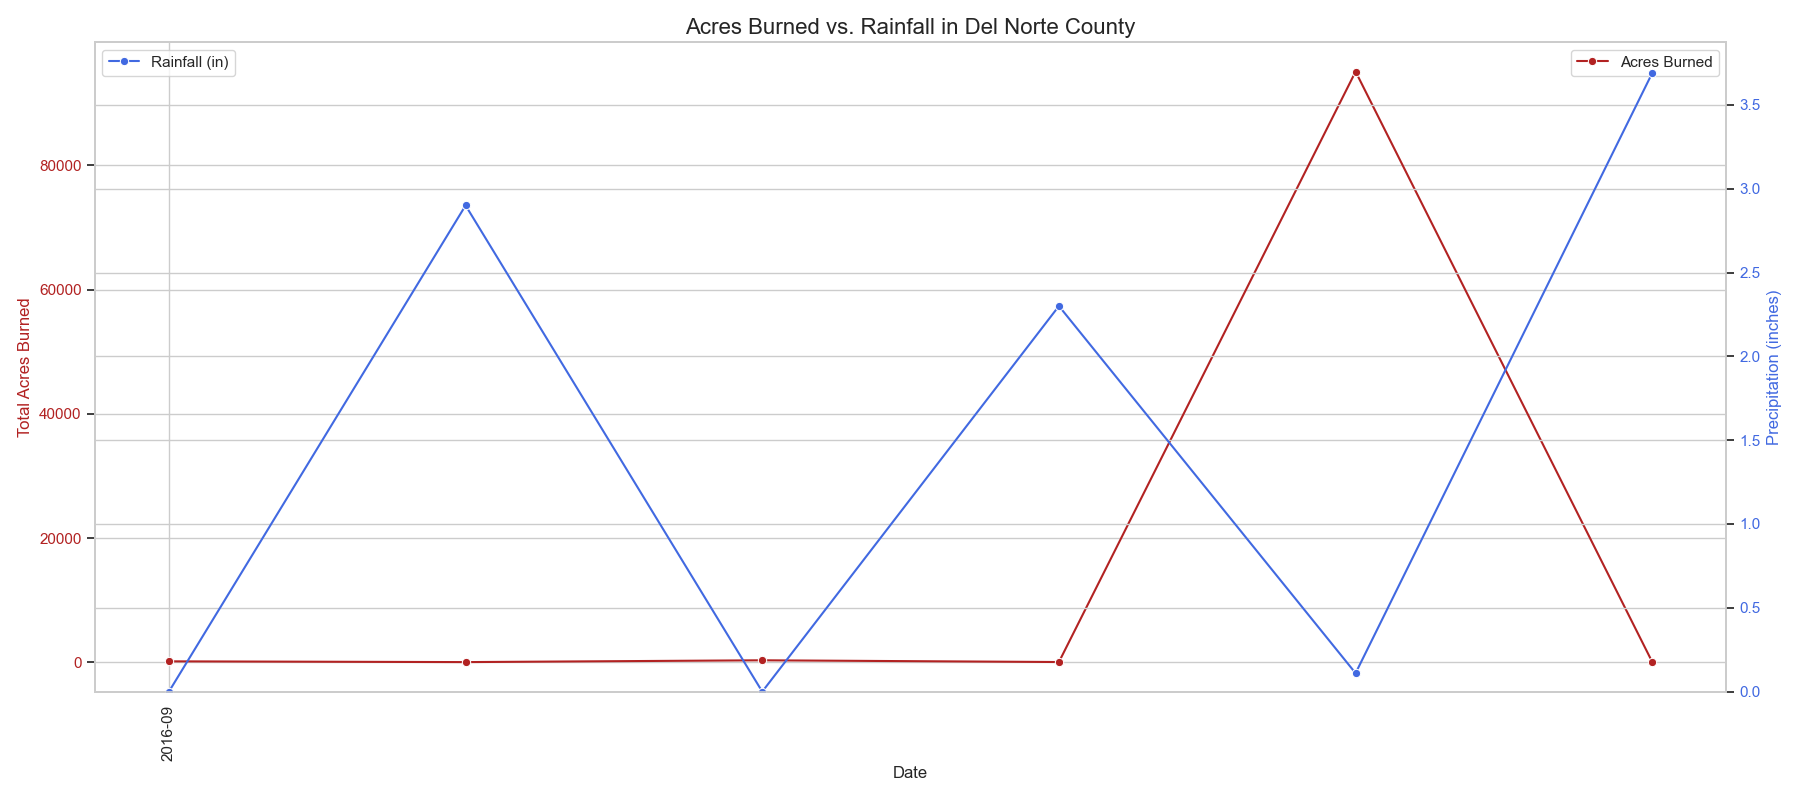 Acres Burned vs. Rainfall in Del Norte County
Rainfall (in)
Acres Burned
Total Acres Burned
80000
60000
40000
20000
0
3.5
3.0
2.5
2.0
1.5
1.0
0.5
0.0
Precipitation (inches)
2016-09
Date